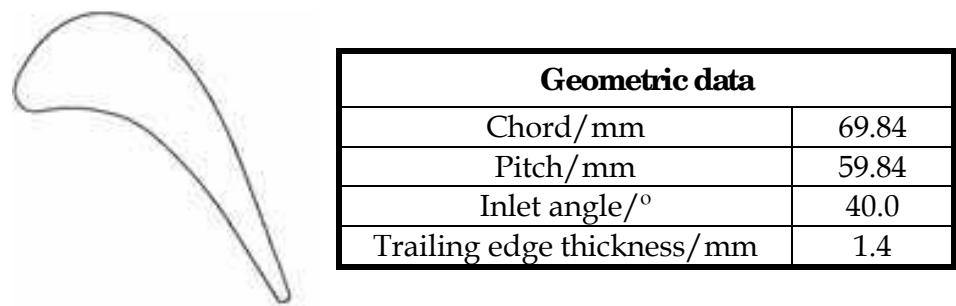 Geometric data
Chord/mm 69.84
Pitch/mm 59.84
Inlet angle/º 40.0
Trailing edge thickness/mm 1.4